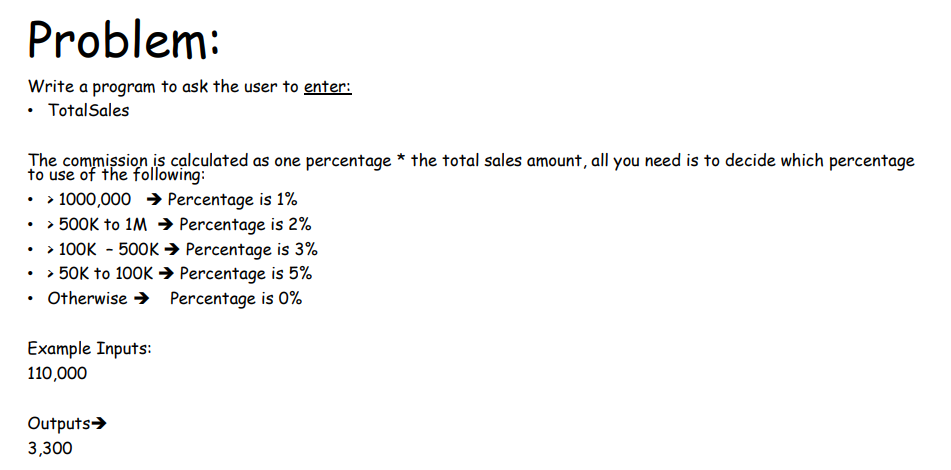 Problem:
Write a program to ask the user to enter:
• TotalSales
The commission is calculated as one percentage * the total sales amount, all you need is to decide which percentage
to use of the following:
• > 1000,000 ➔ Percentage is 1%
• > 500K to 1M ➔ Percentage is 2%
• > 100K - 500K ➔ Percentage is 3%
• > 50K to 100K ➔ Percentage is 5%
• Otherwise ➔ Percentage is 0%
Example Inputs:
110,000
Outputs➔
3,300